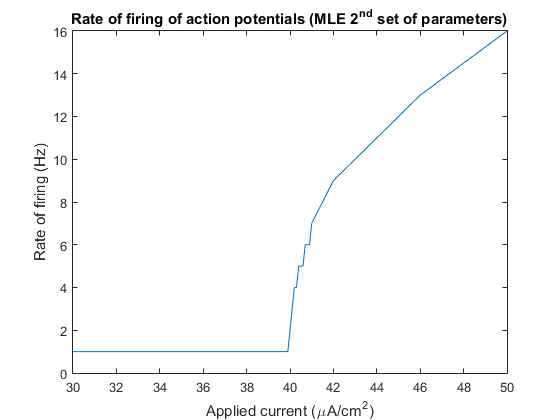 Rate of firing of action potentials (MLE 2nd set of parameters)
16
14
12
10
8
6
4
2
0
Rate of firing (Hz)
30 32 34 36 38 40 42 44 46 48 50
Applied current (μA/cm2)